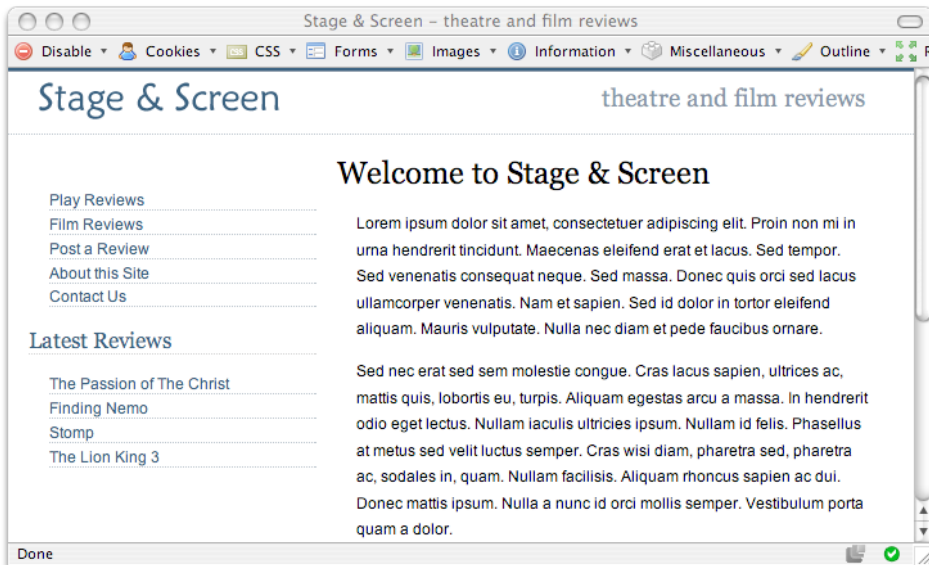 Stage & Screen – theatre and film reviews
Disable Cookies CSS Forms Images Information Miscellaneous Outline
Stage & Screen
theatre and film reviews
Play Reviews
Film Reviews
Post a Review
About this Site
Contact Us
Latest Reviews
The Passion of The Christ
Finding Nemo
Stomp
The Lion King 3
Welcome to Stage & Screen
Lorem ipsum dolor sit amet, consectetuer adipiscing elit. Proin non mi in
urna hendrerit tincidunt. Maecenas eleifend erat et lacus. Sed tempor.
Sed venenatis consequat neque. Sed massa. Donec quis orci sed lacus
ullamcorper venenatis. Nam et sapien. Sed id dolor in tortor eleifend
aliquam. Mauris vulputate. Nulla nec diam et pede faucibus ornare.
Sed nec erat sed sem molestie congue. Cras lacus sapien, ultrices ac,
mattis quis, lobortis eu, turpis. Aliquam egestas arcu a massa. In hendrerit
odio eget lectus. Nullam iaculis ultricies ipsum. Nullam id felis. Phasellus
at metus sed velit luctus semper. Cras wisi diam, pharetra sed, pharetra
ac, sodales in, quam. Nullam facilisis. Aliquam rhoncus sapien ac dui.
Donec mattis ipsum. Nulla a nunc id orci mollis semper. Vestibulum porta
quam a dolor.
Done